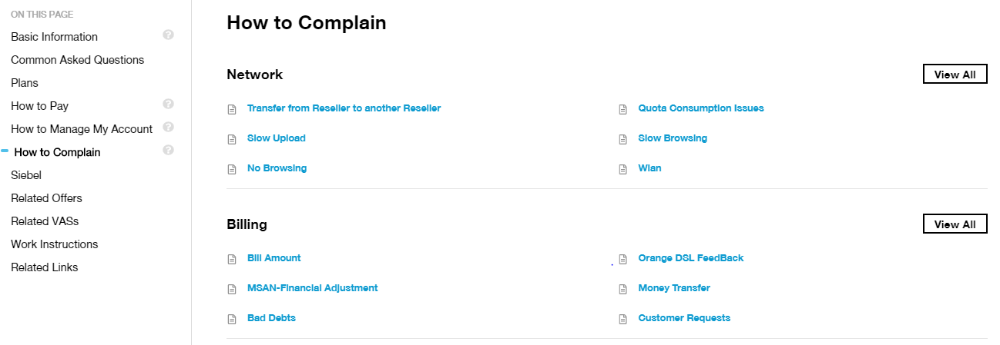 ON THIS PAGE
Basic Information ?
Common Asked Questions
Plans
How to Pay ?
How to Manage My Account ?
How to Complain ?
Siebel
Related Offers
Related VASs
Work Instructions
Related Links
How to Complain
Network
View All
Transfer from Reseller to another Reseller
Quota Consumption Issues
Slow Upload
Slow Browsing
No Browsing
Wlan
Billing
View All
Bill Amount
Orange DSL FeedBack
MSAN-Financial Adjustment
Money Transfer
Bad Debts
Customer Requests